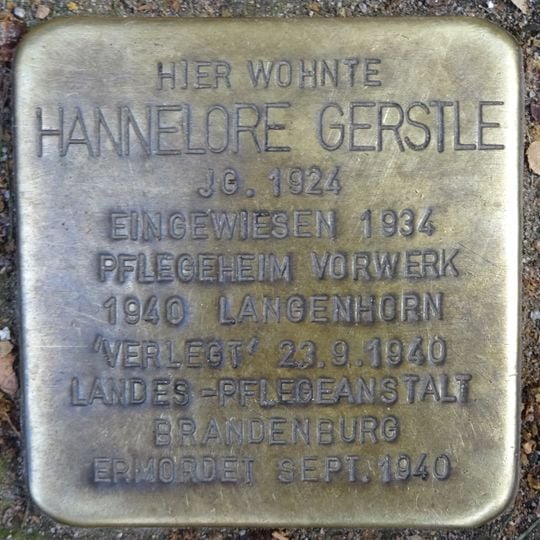 HIER WOHNTE
HANNELORE GERSTLE
JG. 1924
EINGEWIESEN 1934
PFLEGEHEIM VORWERK
1940 LANGENHORN
'VERLEGT' 23.9.1940
LANDES-PFLEGEANSTALT
BRANDENBURG
ERMORDET SEPT.1940